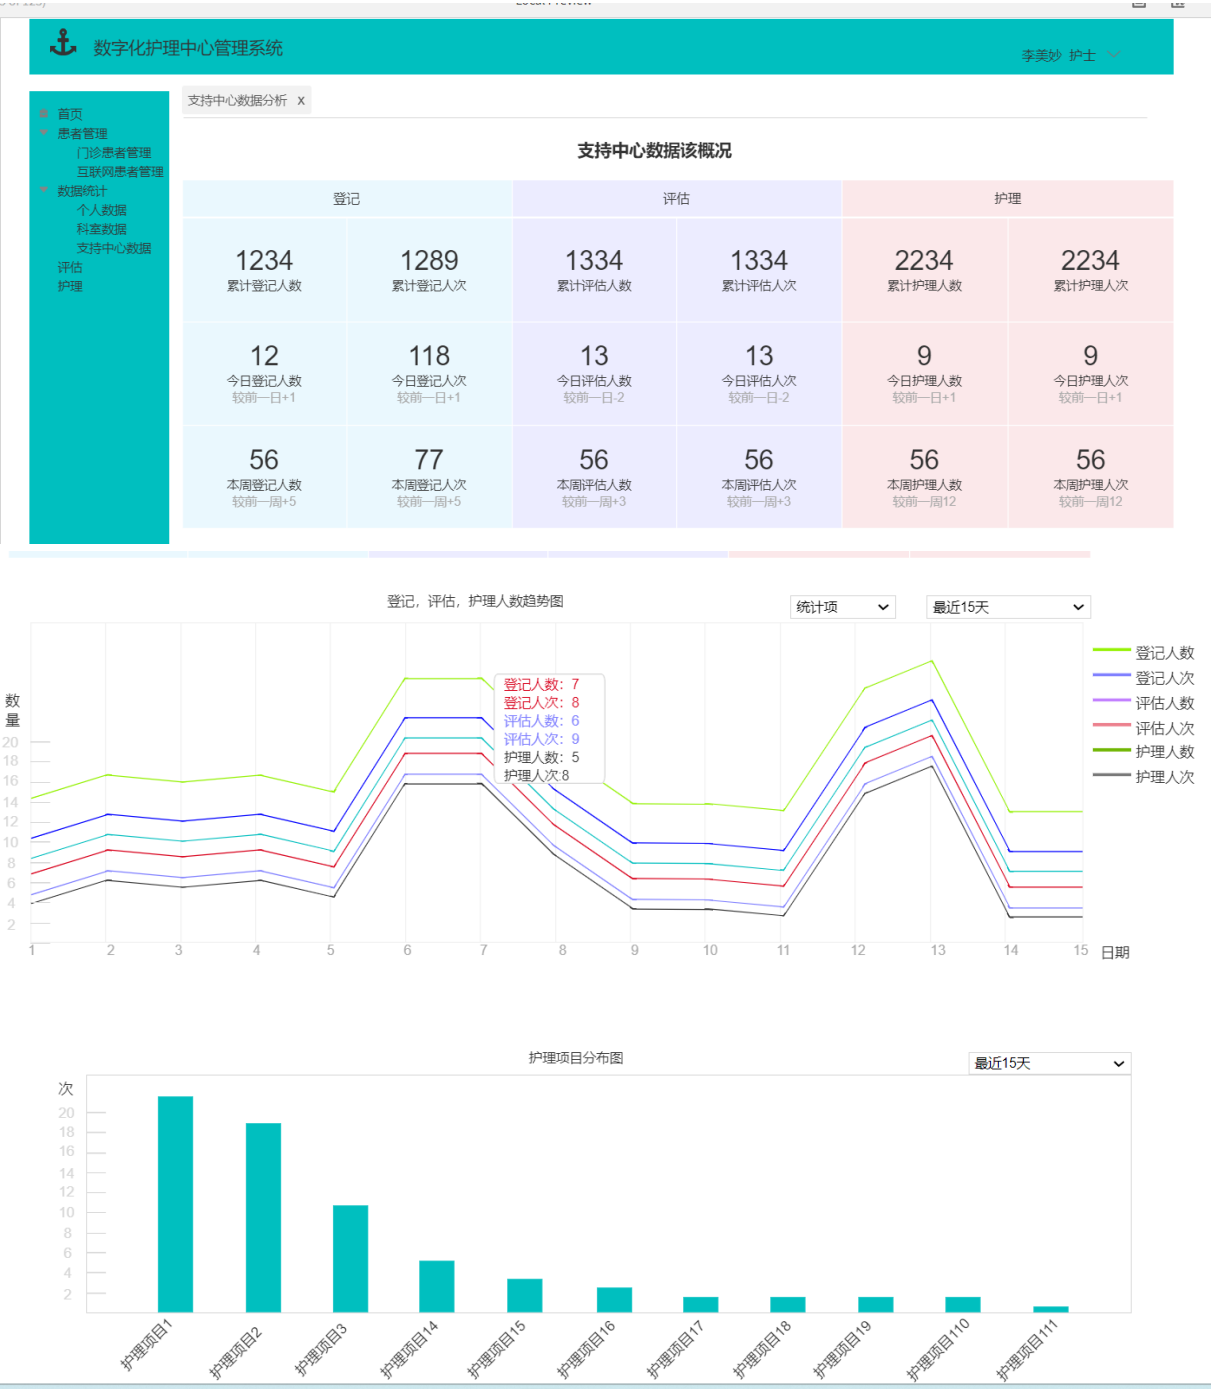 数字化护理中心管理系统
李美妙 护士
首页
患者管理
门诊患者管理
互联网患者管理
数据统计
个人数据
科室数据
支持中心数据
评估
护理
支持中心数据分析 x
支持中心数据该概况
登记 评估 护理
1234 1289 1334 1334 2234 2234
累计登记人数 累计登记人次 累计评估人数 累计评估人次 累计护理人数 累计护理人次
12 118 13 13 9 9
今日登记人数 今日登记人次 今日评估人数 今日评估人次 今日护理人数 今日护理人次
较前一日+1 较前一日+1 较前一日-2 较前一日-2 较前一日+1 较前一日+1
56 77 56 56 56 56
本周登记人数 本周登记人次 本周评估人数 本周评估人次 本周护理人数 本周护理人次
较前一周+5 较前一周+5 较前一周+3 较前一周+3 较前一周12 较前一周12
登记，评估，护理人数趋势图
统计项
最近15天
登记人数
登记人次
评估人数
评估人次
护理人数
护理人次
登记人数：7
登记人次：8
评估人数：6
评估人次：9
护理人数：5
护理人次:8
数
量
20
18
16
14
12
10
8
6
4
2
1 2 3 4 5 6 7 8 9 10 11 12 13 14 15 日期
护理项目分布图
最近15天
次
20
18
16
14
12
10
8
6
4
2
护理项目1 护理项目2 护理项目3 护理项目14 护理项目15 护理项目16 护理项目17 护理项目18 护理项目19 护理项目110 护理项目111